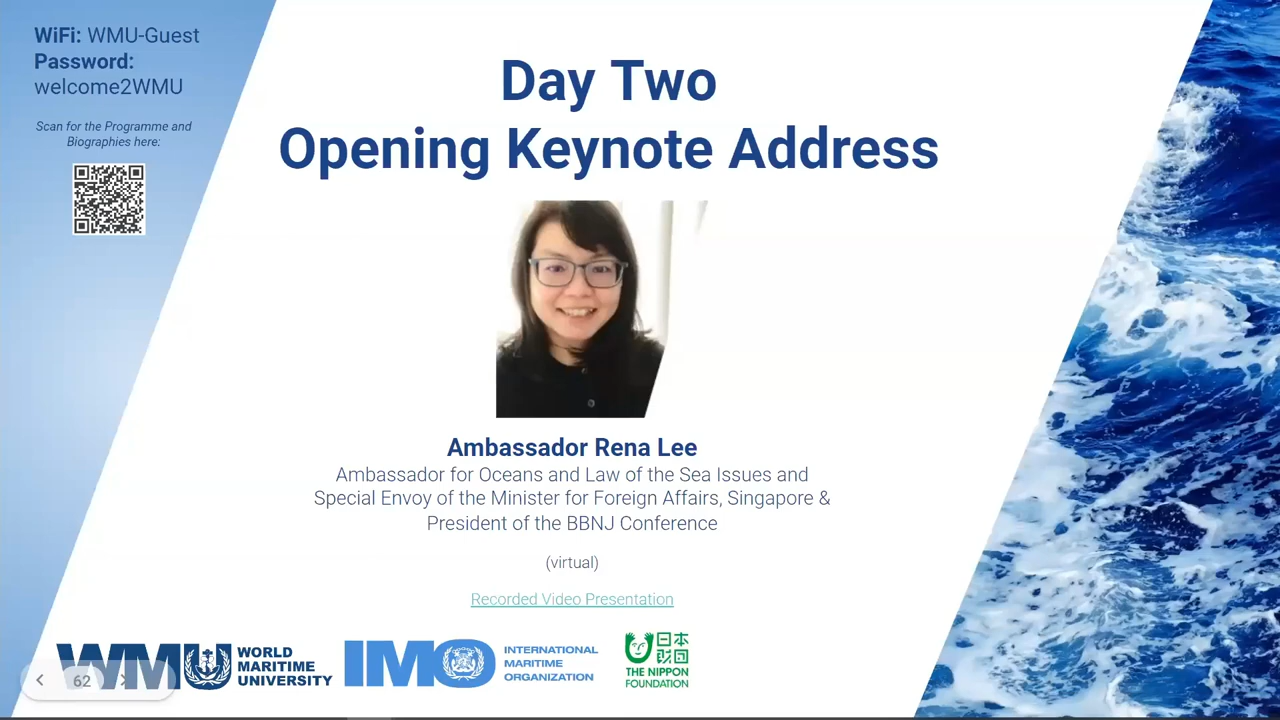 WiFi: WMU-Guest
Password:
welcome2WMU
Scan for the Programme and
Biographies here:
Day Two
Opening Keynote Address
Ambassador Rena Lee
Ambassador for Oceans and Law of the Sea Issues and
Special Envoy of the Minister for Foreign Affairs, Singapore &
President of the BBNJ Conference
(virtual)
Recorded Video Presentation
WMU
WORLD
MARITIME
UNIVERSITY
IMO
INTERNATIONAL
MARITIME
ORGANIZATION
日本
財団
THE NIPPON
FOUNDATION
62